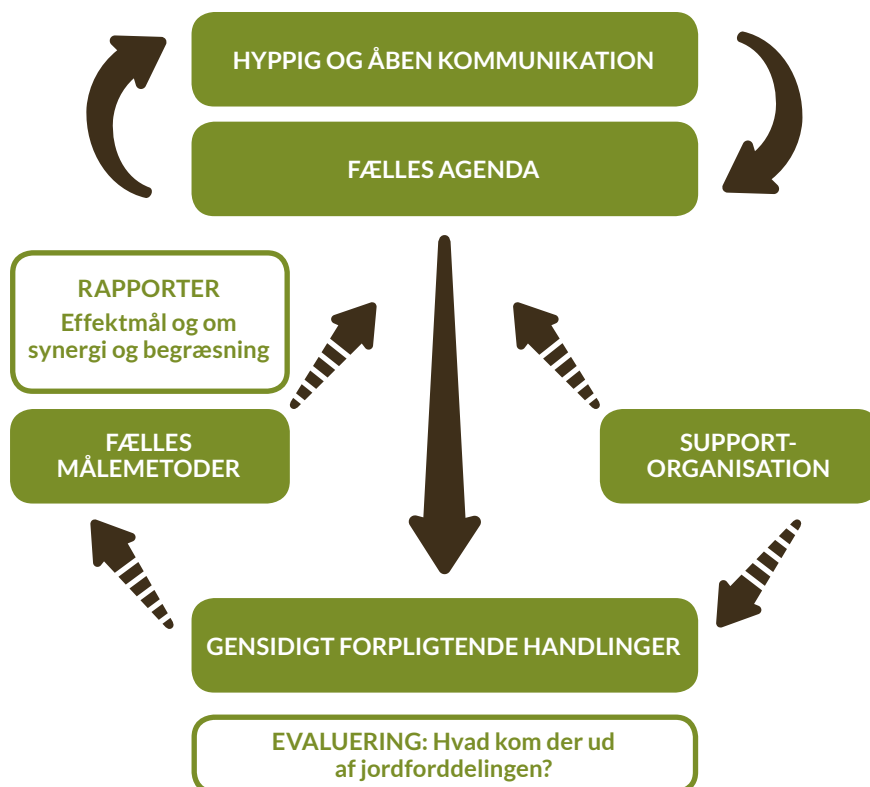 HYPPIG OG ÅBEN KOMMUNIKATION
FÆLLES AGENDA
RAPPORTER
Effektmål og om
synergi og begræsning
FÆLLES
MÅLEMETODER
SUPPORT-
ORGANISATION
GENSIDIGT FORPLIGTENDE HANDLINGER
EVALUERING: Hvad kom der ud
af jordforddelingen?